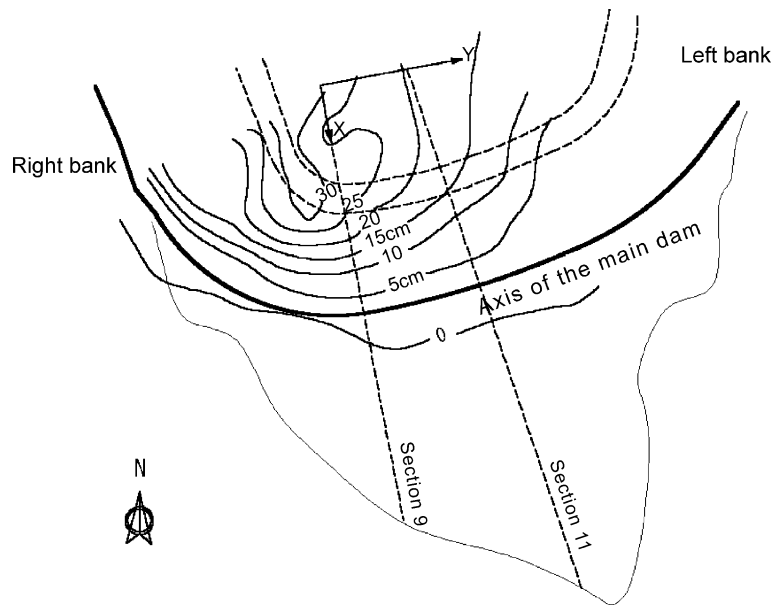 Y
Left bank
X
Right bank
30
25
20
15cm
10
5cm
Axis of the main dam
0
Section 9
Section 11
N